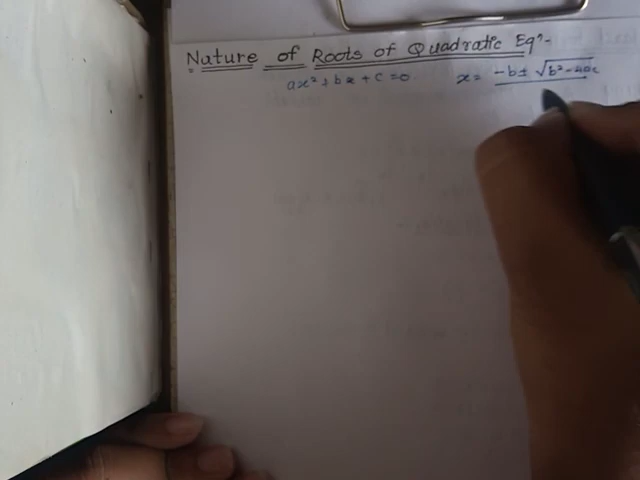 Nature of Roots of Quadratic Eqⁿ-
ax² + bx + c = 0 x = -b ± √b² - 4ac